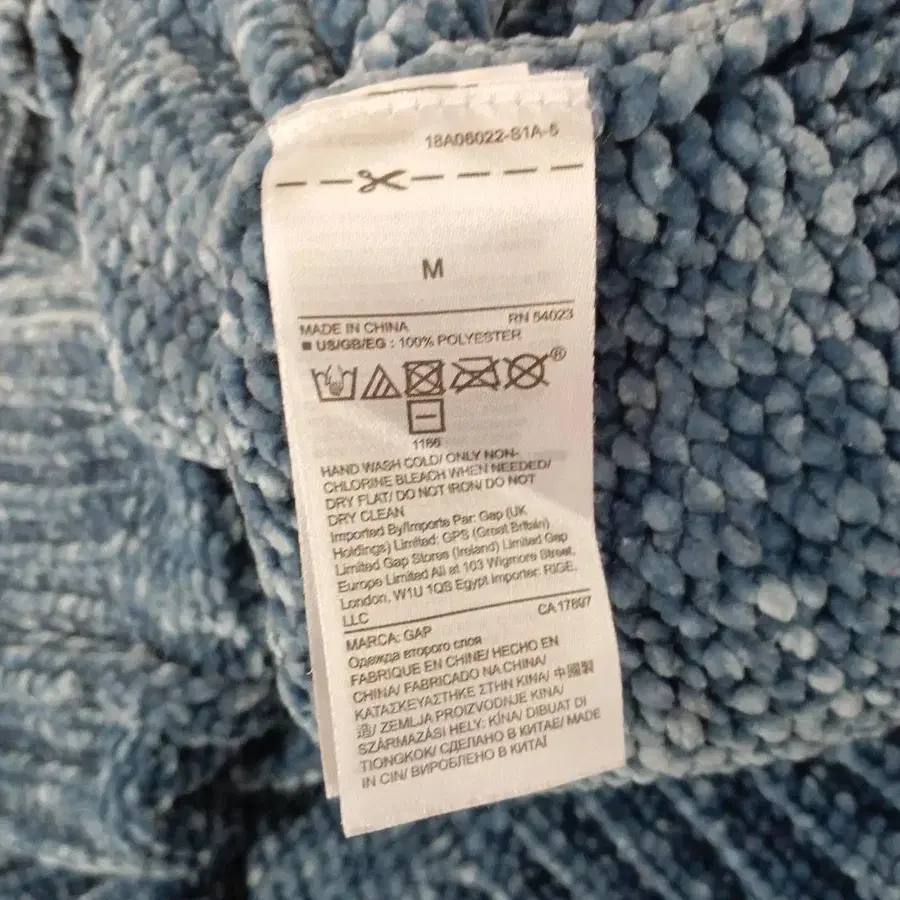 18A06022-S1A-5
M
RN 54023
MADE IN CHINA
US/GB/EG : 100% POLYESTER
1166
HAND WASH COLD/ ONLY NON-
CHLORINE BLEACH WHEN NEEDED/
DRY FLAT/ DO NOT IRON/ DO NOT
DRY CLEAN
Imported By/Importe Par: Gap (UK
Holdings) Limited: GPS (Great Britain)
Limited Gap Stores (Ireland) Limited Gap
Europe Limited All at 103 Wigmore Street,
London, W1U 1QS Egypt Importer: RIGE,
LLC
CA 17897
MARCA: GAP
Одежда второго слоя
FABRIQUE EN CHINE/ HECHO EN
CHINA/ FABRICADO NA CHINA/
ΚΑΤΑΣΚΕΥΑΣΤΗΚΕ ΣΤΗΝ ΚΙΝΑ/ 中國製
造/ ZEMLJA PROIZVODNJE KINA/
SZÁRMAZÁSI HELY: KÍNA/ DIBUAT DI
TIONGKOK/ СДЕЛАНО В КИТАЕ/ MADE
IN CIN/ ВИРОБЛЕНО В КИТАЇ